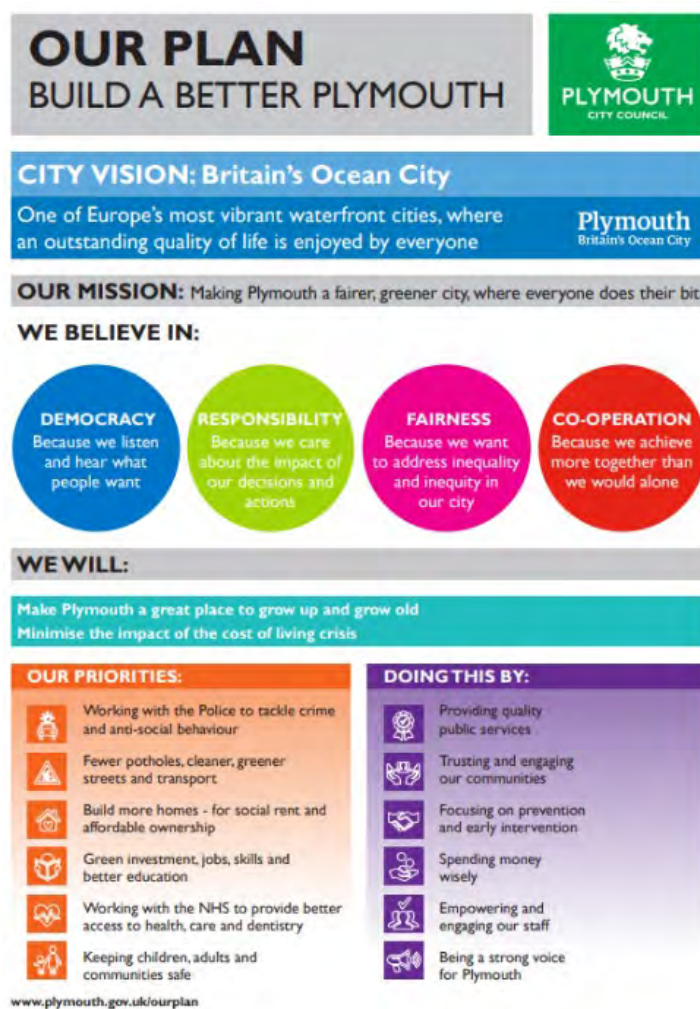 OUR PLAN
BUILD A BETTER PLYMOUTH
PLYMOUTH
CITY COUNCIL
CITY VISION: Britain's Ocean City
One of Europe's most vibrant waterfront cities, where
an outstanding quality of life is enjoyed by everyone
Plymouth
Britain's Ocean City
OUR MISSION: Making Plymouth a fairer, greener city, where everyone does their bit
WE BELIEVE IN:
DEMOCRACY
Because we listen
and hear what
people want
RESPONSIBILITY
Because we care
about the impact of
our decisions and
actions
FAIRNESS
Because we want
to address inequality
and inequity in
our city
CO-OPERATION
Because we achieve
more together than
we would alone
WE WILL:
Make Plymouth a great place to grow up and grow old
Minimise the impact of the cost of living crisis
OUR PRIORITIES:
Working with the Police to tackle crime
and anti-social behaviour
Fewer potholes, cleaner, greener
streets and transport
Build more homes - for social rent and
affordable ownership
Green investment, jobs, skills and
better education
Working with the NHS to provide better
access to health, care and dentistry
Keeping children, adults and
communities safe
DOING THIS BY:
Providing quality
public services
Trusting and engaging
our communities
Focusing on prevention
and early intervention
Spending money
wisely
Empowering and
engaging our staff
Being a strong voice
for Plymouth
www.plymouth.gov.uk/ourplan